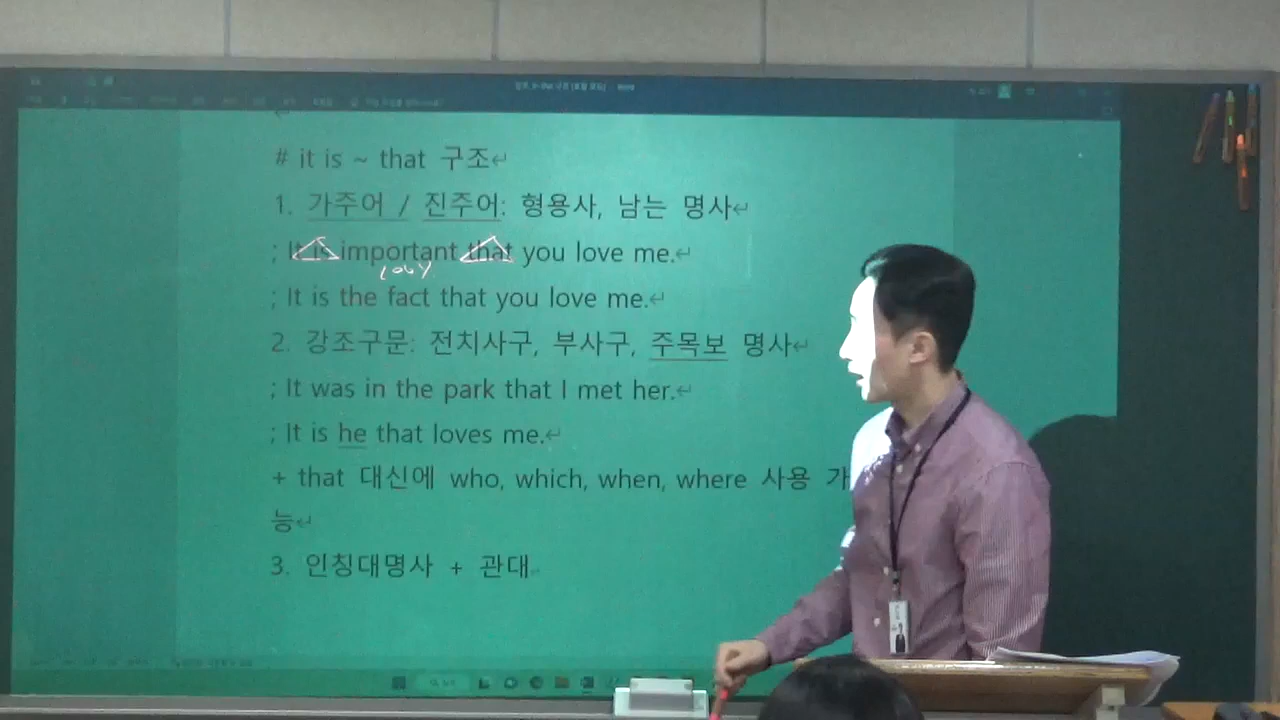 # it is ~ that 구조
1. 가주어 / 진주어: 형용사, 남는 명사
; It is important that you love me.
; It is the fact that you love me.
2. 강조구문: 전치사구, 부사구, 주목보 명사
; It was in the park that I met her.
; It is he that loves me.
+ that 대신에 who, which, when, where 사용 가
능
3. 인칭대명사 + 관대